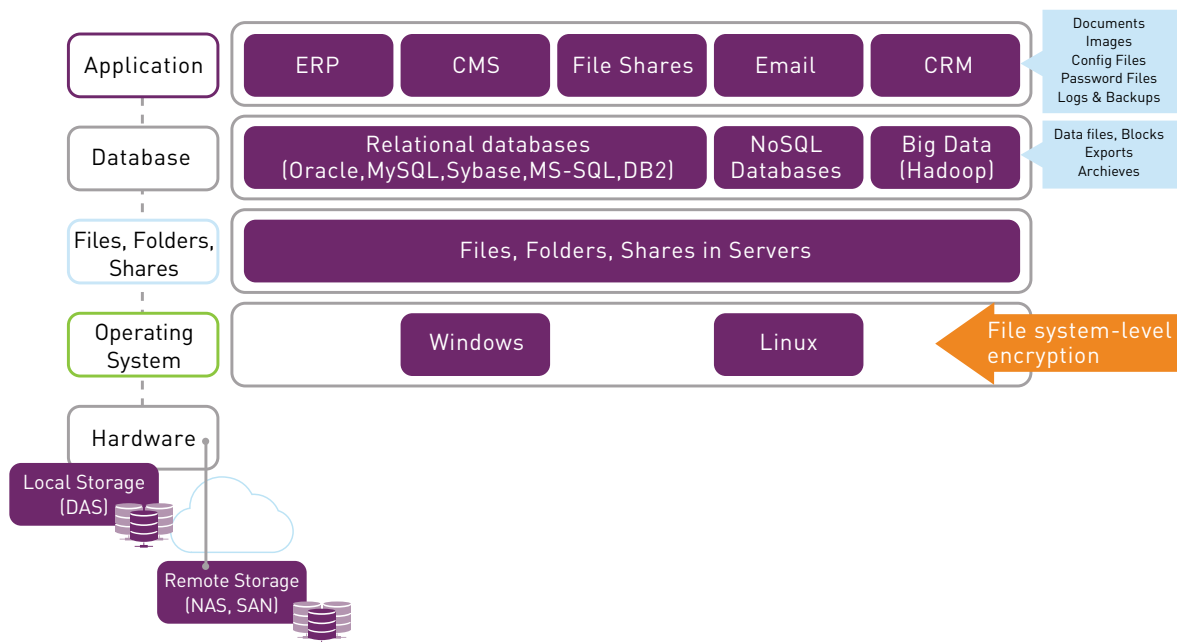 Application
ERP
CMS
File Shares
Email
CRM
Documents
Images
Config Files
Password Files
Logs & Backups
Database
Relational databases
(Oracle,MySQL,Sybase,MS-SQL,DB2)
NoSQL
Databases
Big Data
(Hadoop)
Data files, Blocks
Exports
Archieves
Files, Folders,
Shares
Files, Folders, Shares in Servers
Operating
System
Windows
Linux
File system-level
encryption
Hardware
Local Storage
(DAS)
Remote Storage
(NAS, SAN)